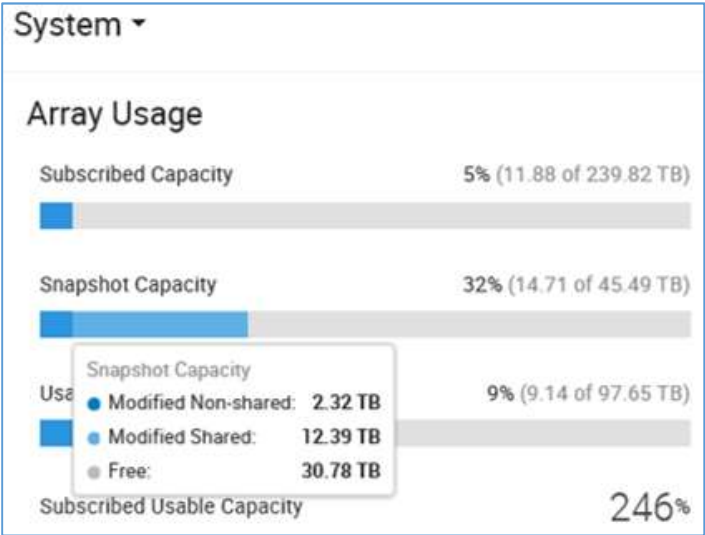 System
Array Usage
Subscribed Capacity 5% (11.88 of 239.82 TB)
Snapshot Capacity 32% (14.71 of 45.49 TB)
Snapshot Capacity
Modified Non-shared: 2.32 TB
Modified Shared: 12.39 TB
Free: 30.78 TB
9% (9.14 of 97.65 TB)
Subscribed Usable Capacity 246%